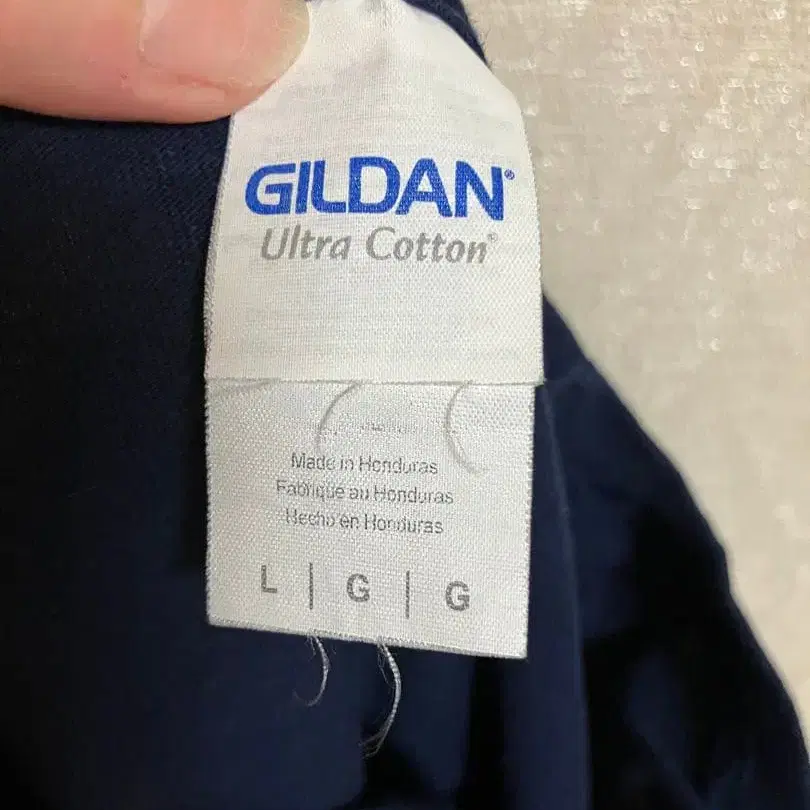 GILDAN®
Ultra Cotton®
Made in Honduras
Fabriqué au Honduras
Hecho en Honduras
L | G | G